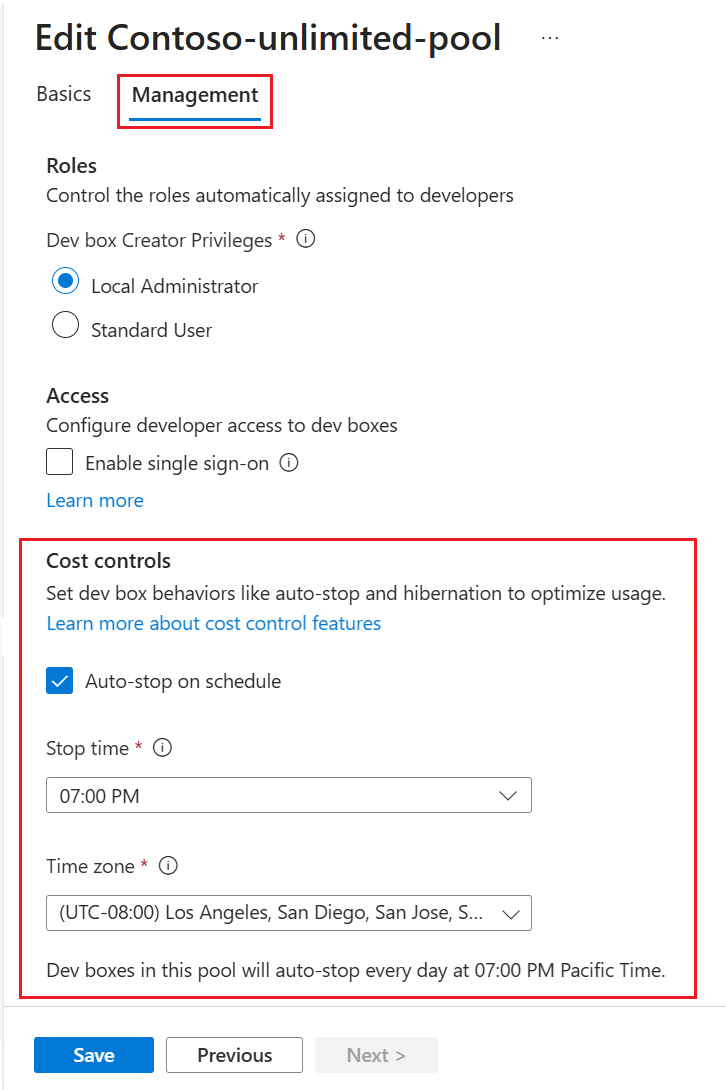 Edit Contoso-unlimited-pool ...
Basics Management
Roles
Control the roles automatically assigned to developers
Dev box Creator Privileges *
Local Administrator
Standard User
Access
Configure developer access to dev boxes
Enable single sign-on
Learn more
Cost controls
Set dev box behaviors like auto-stop and hibernation to optimize usage.
Learn more about cost control features
Auto-stop on schedule
Stop time *
07:00 PM
Time zone *
(UTC-08:00) Los Angeles, San Diego, San Jose, S...
Dev boxes in this pool will auto-stop every day at 07:00 PM Pacific Time.
Save Previous Next >